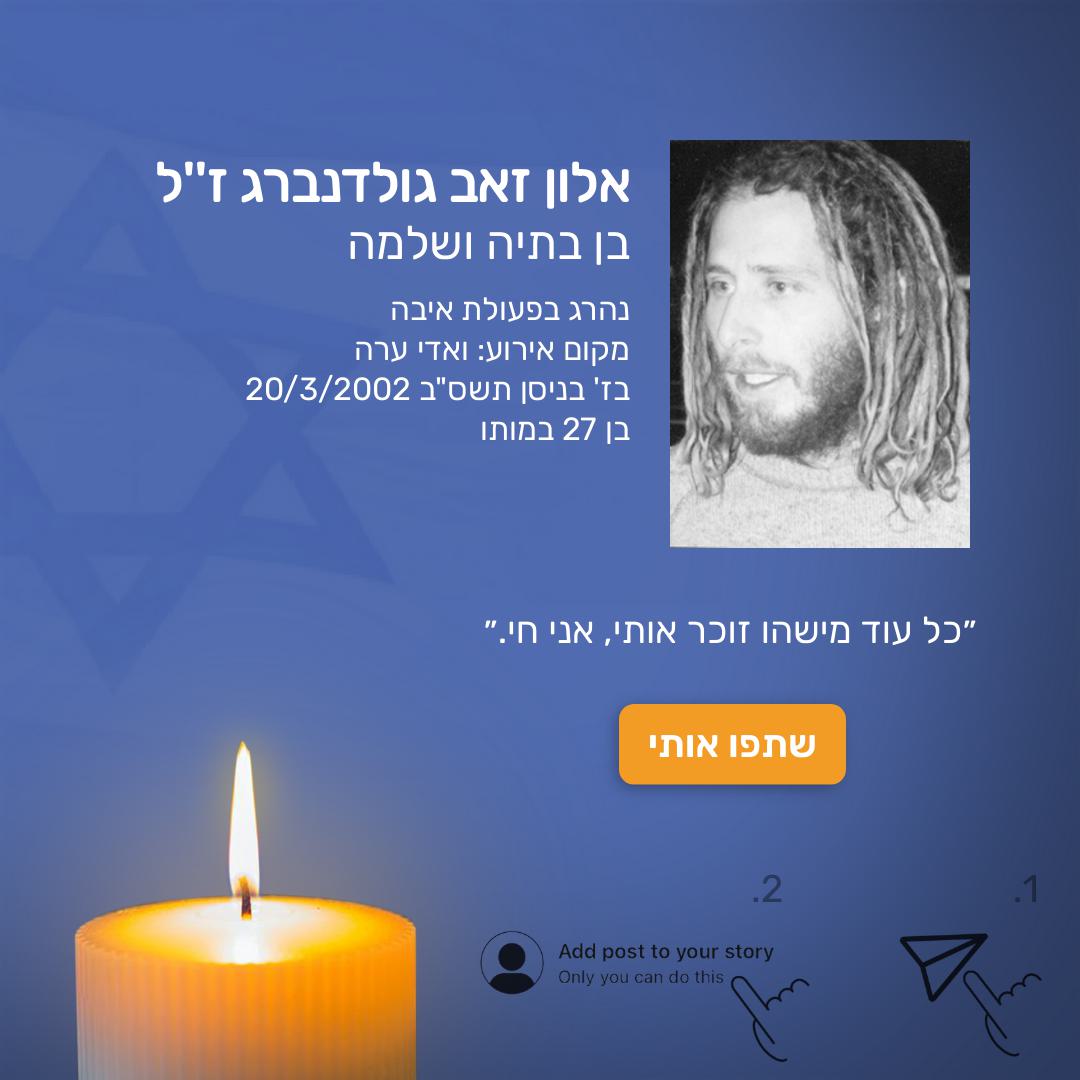 אלון זאב גולדנברג ז"ל
בן בתיה ושלמה
נהרג בפעולת איבה
מקום אירוע: ואדי ערה
בז' בניסן תשס"ב 20/3/2002
בן 27 במותו
״כל עוד מישהו זוכר אותי, אני חי.״
שתפו אותי
1.
2.
Add post to your story
Only you can do this